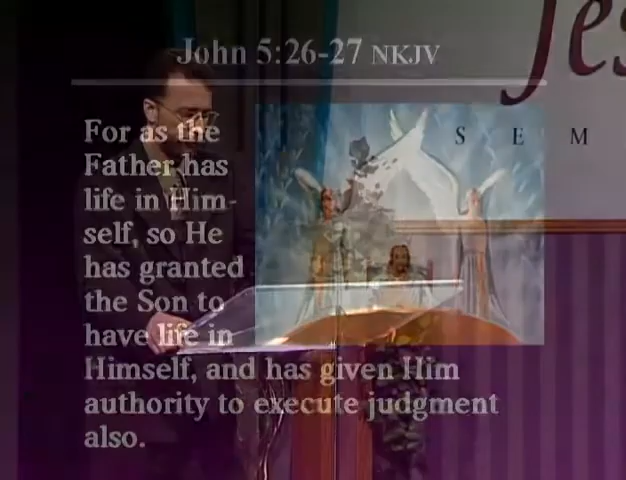 John 5:26-27 NKJV
Jes
S E M
For as the
Father has
life in Him-
self, so He
has granted
the Son to
have life in
Himself, and has given Him
authority to execute judgment
also.